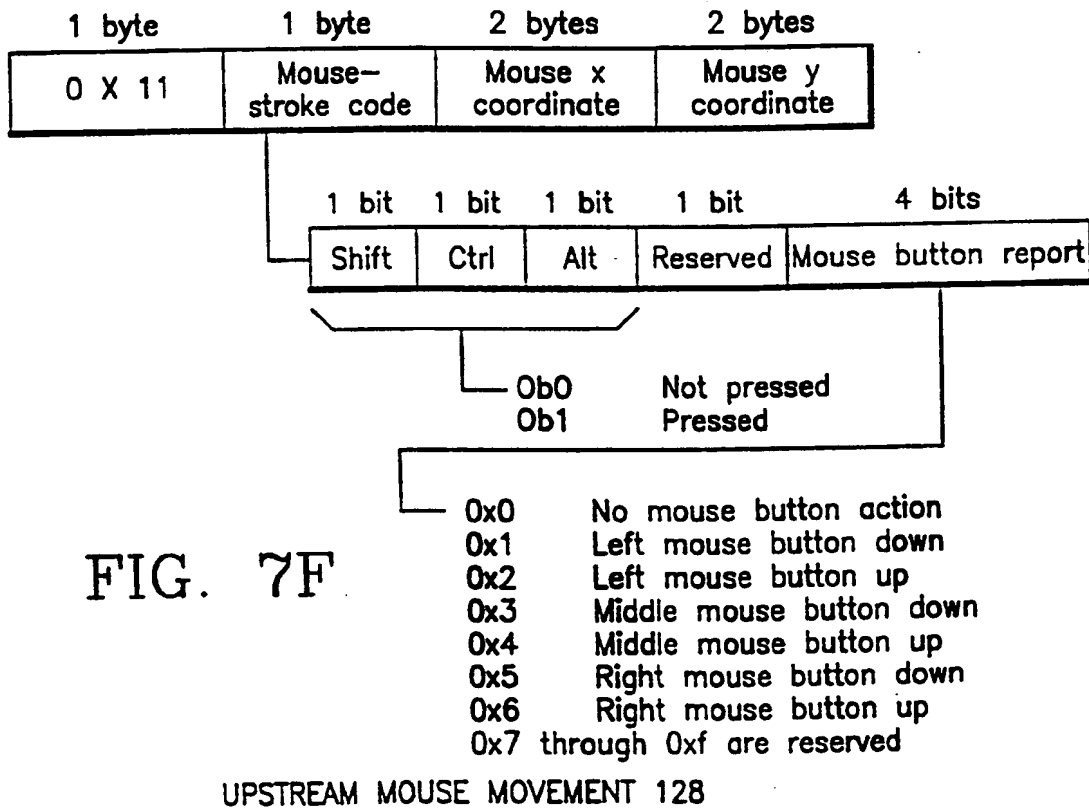 1 byte 1 byte 2 bytes 2 bytes
0 X 11 Mouse-stroke code Mouse x coordinate Mouse y coordinate
1 bit 1 bit 1 bit 1 bit 4 bits
Shift Ctrl Alt Reserved Mouse button report
0b0 Not pressed
0b1 Pressed
0x0 No mouse button action
0x1 Left mouse button down
0x2 Left mouse button up
0x3 Middle mouse button down
0x4 Middle mouse button up
0x5 Right mouse button down
0x6 Right mouse button up
0x7 through 0xf are reserved
FIG. 7F
UPSTREAM MOUSE MOVEMENT 128